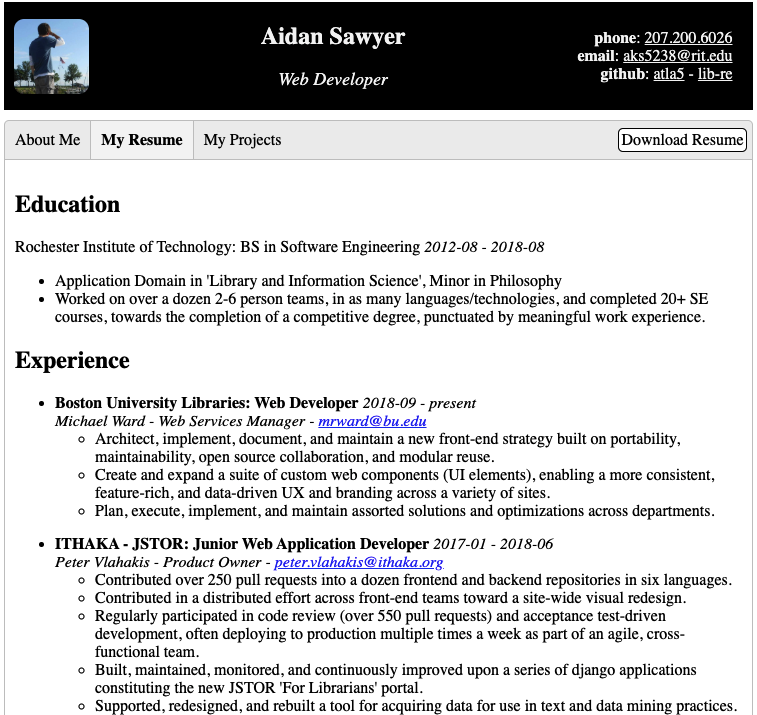 Aidan Sawyer
Web Developer
phone: 207.200.6026
email: aks5238@rit.edu
github: atla5 - lib-re
About Me
My Resume
My Projects
Download Resume
Education
Rochester Institute of Technology: BS in Software Engineering 2012-08 - 2018-08
• Application Domain in 'Library and Information Science', Minor in Philosophy
• Worked on over a dozen 2-6 person teams, in as many languages/technologies, and completed 20+ SE
courses, towards the completion of a competitive degree, punctuated by meaningful work experience.
Experience
• Boston University Libraries: Web Developer 2018-09 - present
Michael Ward - Web Services Manager - mrward@bu.edu
◦ Architect, implement, document, and maintain a new front-end strategy built on portability,
maintainability, open source collaboration, and modular reuse.
◦ Create and expand a suite of custom web components (UI elements), enabling a more consistent,
feature-rich, and data-driven UX and branding across a variety of sites.
◦ Plan, execute, implement, and maintain assorted solutions and optimizations across departments.
• ITHAKA - JSTOR: Junior Web Application Developer 2017-01 - 2018-06
Peter Vlahakis - Product Owner - peter.vlahakis@ithaka.org
◦ Contributed over 250 pull requests into a dozen frontend and backend repositories in six languages.
◦ Contributed in a distributed effort across front-end teams toward a site-wide visual redesign.
◦ Regularly participated in code review (over 550 pull requests) and acceptance test-driven
development, often deploying to production multiple times a week as part of an agile, cross-
functional team.
◦ Built, maintained, monitored, and continuously improved upon a series of django applications
constituting the new JSTOR 'For Librarians' portal.
◦ Supported, redesigned, and rebuilt a tool for acquiring data for use in text and data mining practices.